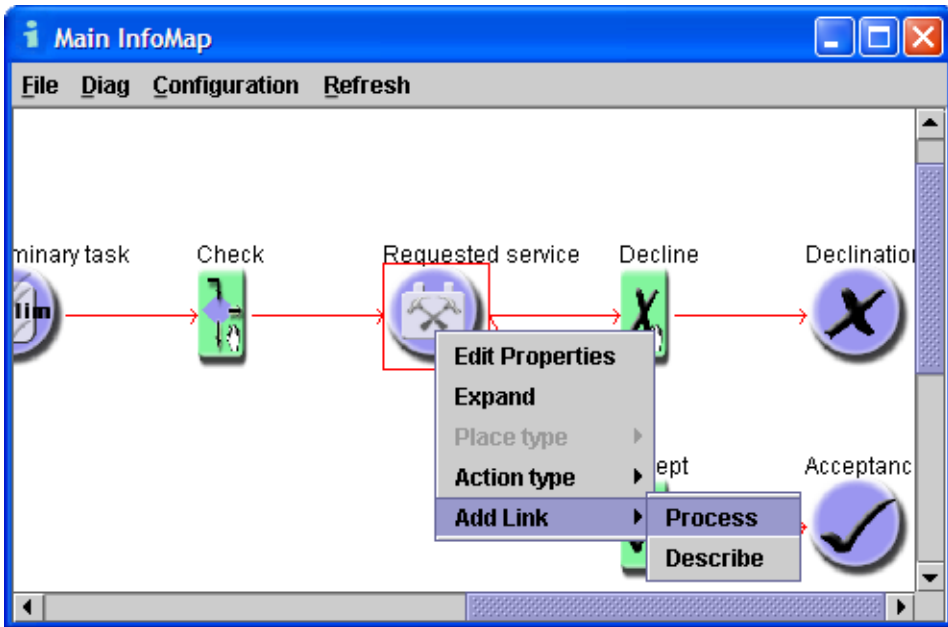 Main InfoMap
File Diag Configuration Refresh
minary task Check Requested service Decline Declination
lim
Edit Properties
Expand
Place type
Action type
ept Acceptanc
Add Link
Process
Describe